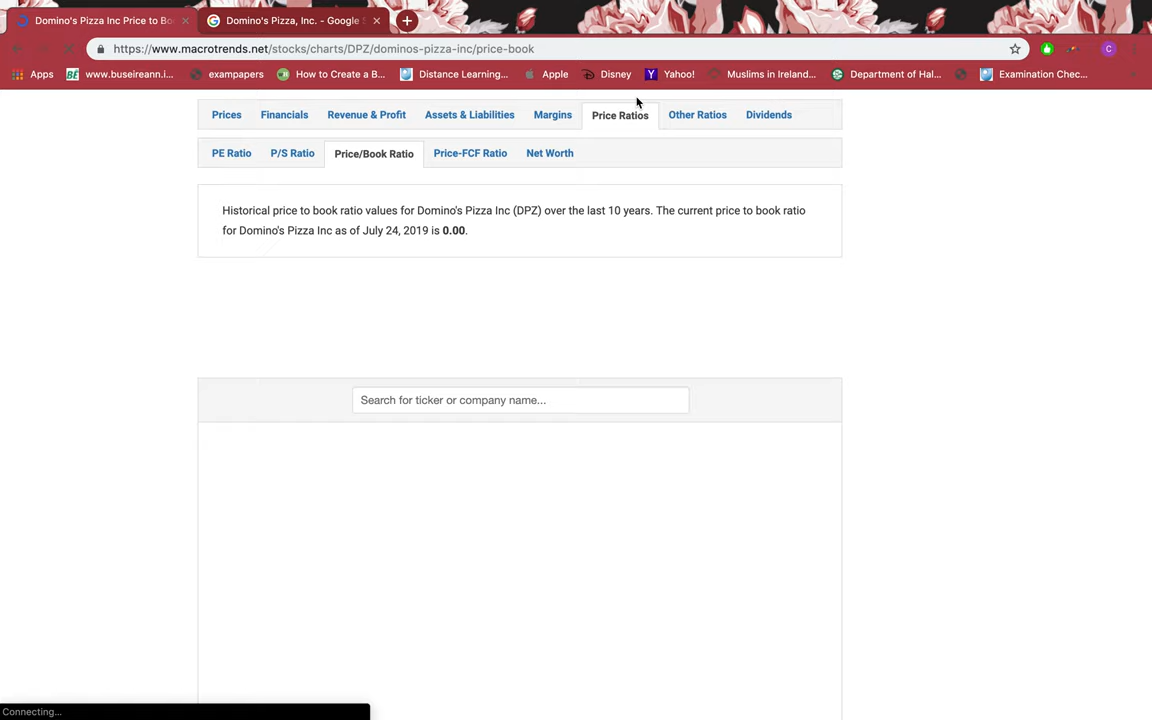 Domino's Pizza Inc Price to Bo
Domino's Pizza, Inc. - Google
https://www.macrotrends.net/stocks/charts/DPZ/dominos-pizza-inc/price-book
C
Apps www.buseireann.i... exampapers How to Create a B... Distance Learning,... Apple Disney Yahoo! Muslims in Ireland... Department of Hal... Examination Chec...
Prices Financials Revenue & Profit Assets & Liabilities Margins Price Ratios Other Ratios Dividends
PE Ratio P/S Ratio Price/Book Ratio Price-FCF Ratio Net Worth
Historical price to book ratio values for Domino's Pizza Inc (DPZ) over the last 10 years. The current price to book ratio
for Domino's Pizza Inc as of July 24, 2019 is 0.00.
Search for ticker or company name...
Connecting...